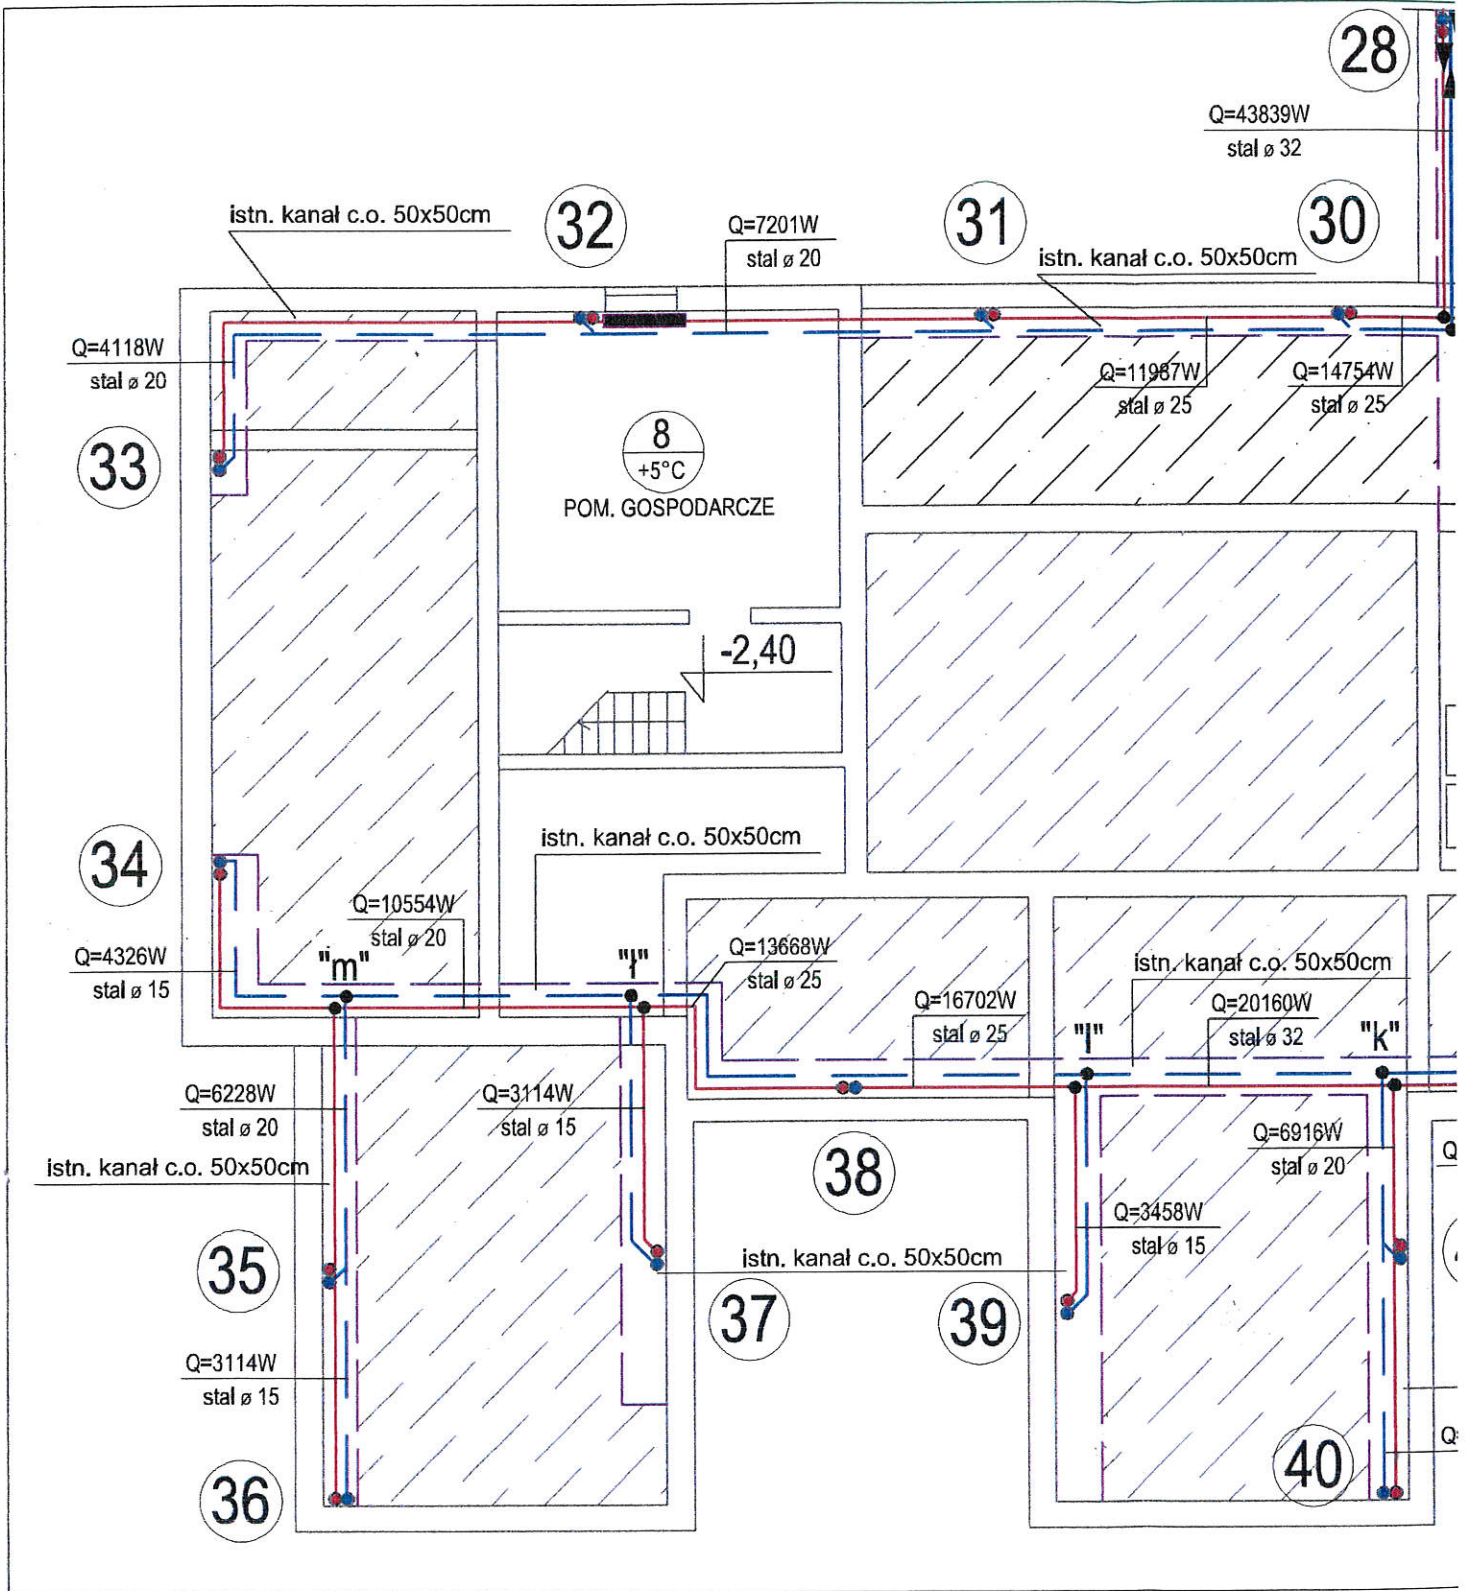 28
Q=43839W
stal ø 32
istn. kanał c.o. 50x50cm
32
Q=7201W
stal ø 20
31
30
istn. kanał c.o. 50x50cm
Q=4118W
stal ø 20
Q=11987W
stal ø 25
Q=14754W
stal ø 25
33
8
+5°C
POM. GOSPODARCZE
-2,40
34
istn. kanał c.o. 50x50cm
Q=10554W
stal ø 20
Q=4326W
stal ø 15
"m"
"ł"
Q=13668W
stal ø 25
istn. kanał c.o. 50x50cm
Q=16702W
stal ø 25
Q=20160W
stal ø 32
"l"
"k"
Q=6228W
stal ø 20
Q=3114W
stal ø 15
Q=6916W
stal ø 20
Q
istn. kanał c.o. 50x50cm
38
Q=3458W
stal ø 15
35
istn. kanał c.o. 50x50cm
37
39
Q=3114W
stal ø 15
40
Q=
36